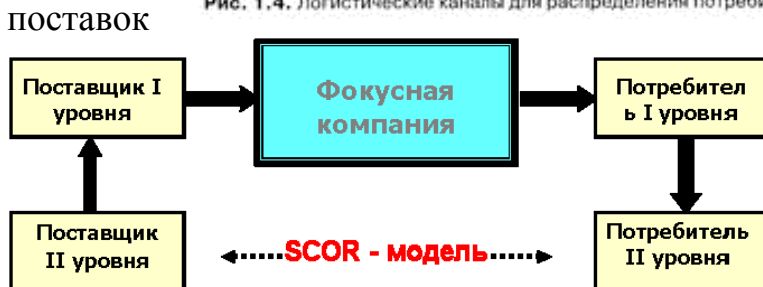 Рис. 1.4. Логистические каналы для распределения потреби
поставок
Поставщик I
уровня
Фокусная
компания
Потребител
ь I уровня
Поставщик
II уровня
SCOR - модель
Потребитель
II уровня